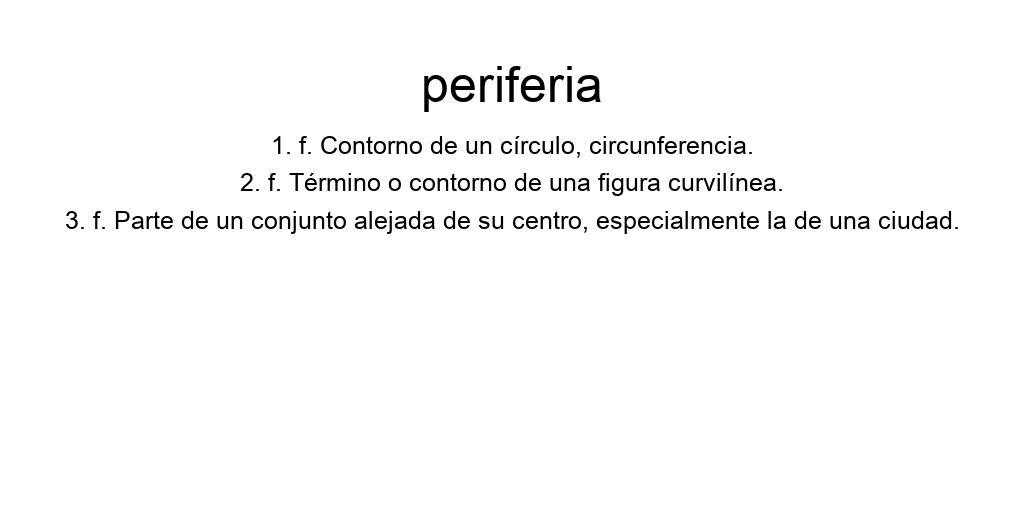 periferia
1. f. Contorno de un círculo, circunferencia.
2. f. Término o contorno de una figura curvilínea.
3. f. Parte de un conjunto alejada de su centro, especialmente la de una ciudad.